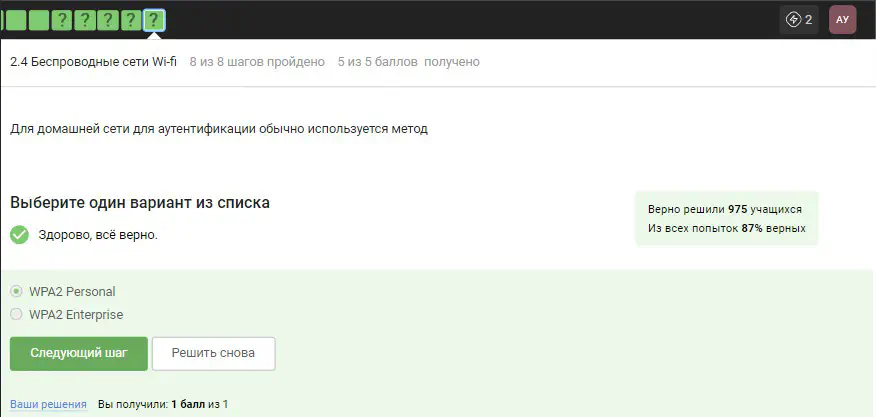 ? ? ? ? ?
2
АУ
2.4 Беспроводные сети Wi-fi 8 из 8 шагов пройдено 5 из 5 баллов получено
Для домашней сети для аутентификации обычно используется метод
Выберите один вариант из списка
Здорово, всё верно.
Верно решили 975 учащихся
Из всех попыток 87% верных
WPA2 Personal
WPA2 Enterprise
Следующий шаг
Решить снова
Ваши решения Вы получили: 1 балл из 1